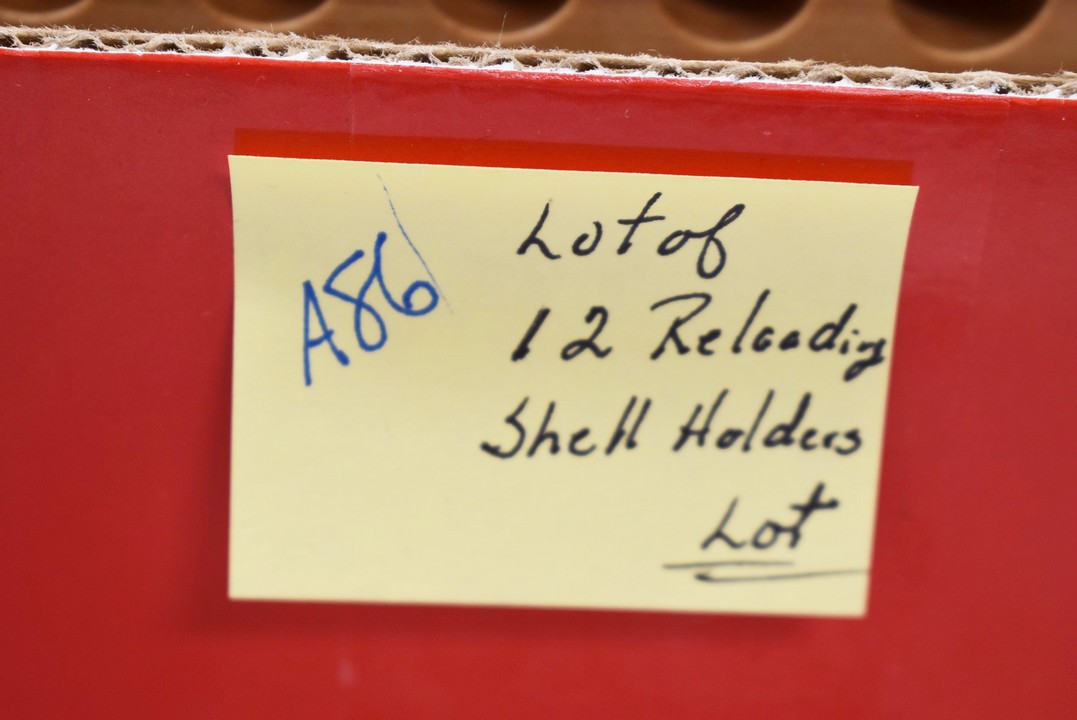 A86
Lot of
12 Reloading
Shell Holders
Lot